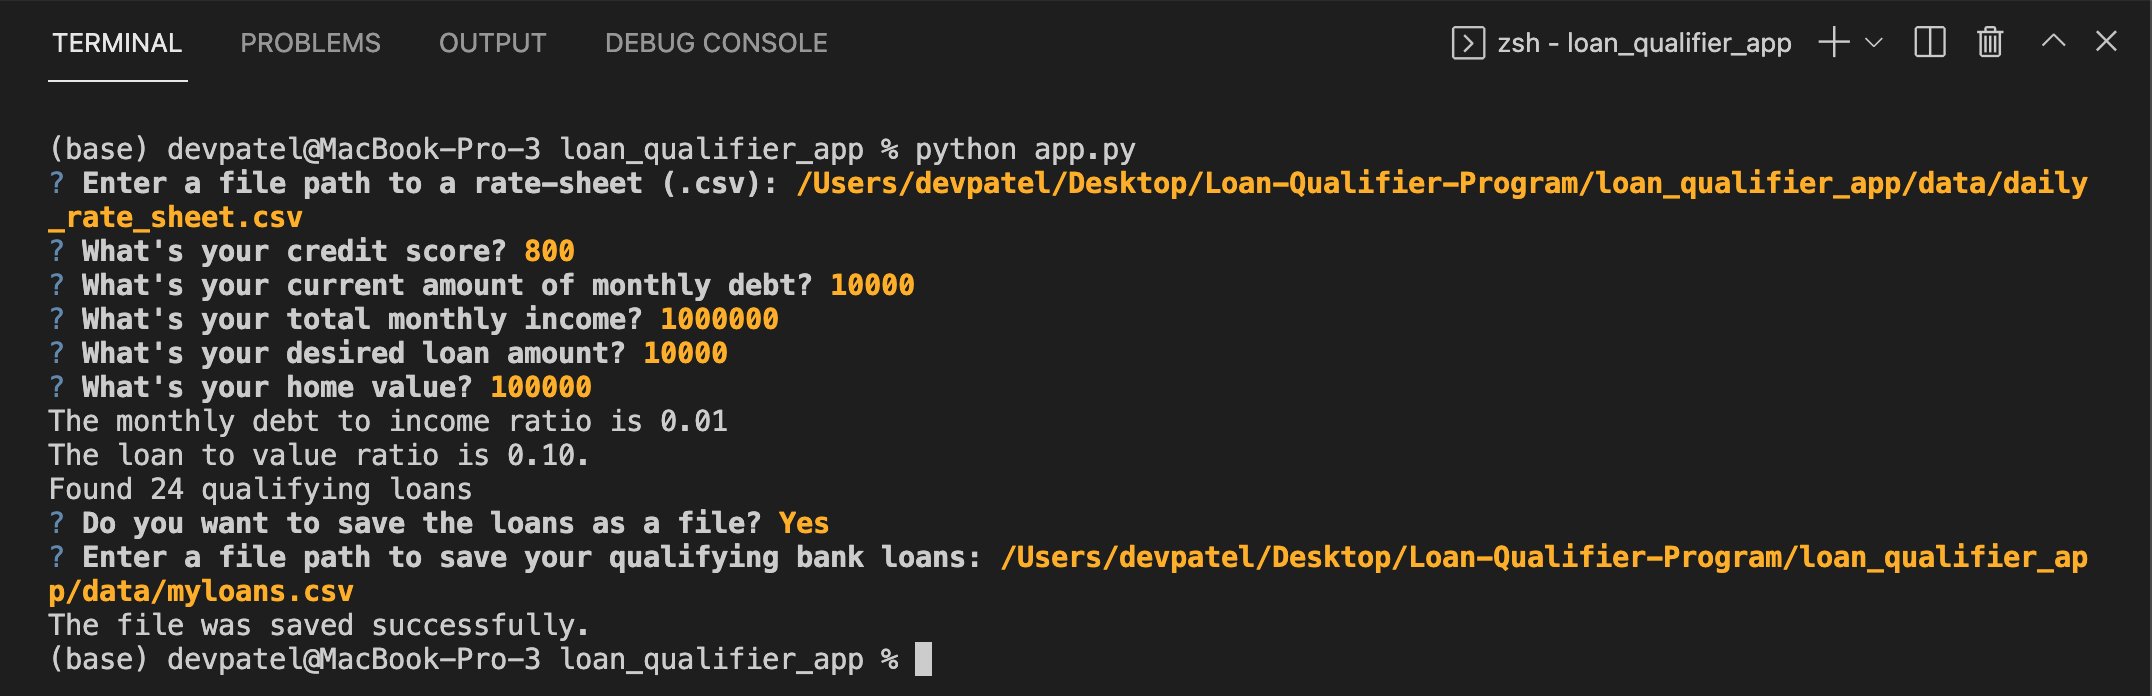 TERMINAL PROBLEMS OUTPUT DEBUG CONSOLE zsh - loan_qualifier_app
(base) devpatel@MacBook-Pro-3 loan_qualifier_app % python app.py
? Enter a file path to a rate-sheet (.csv): /Users/devpatel/Desktop/Loan-Qualifier-Program/loan_qualifier_app/data/daily
_rate_sheet.csv
? What's your credit score? 800
? What's your current amount of monthly debt? 10000
? What's your total monthly income? 1000000
? What's your desired loan amount? 10000
? What's your home value? 100000
The monthly debt to income ratio is 0.01
The loan to value ratio is 0.10.
Found 24 qualifying loans
? Do you want to save the loans as a file? Yes
? Enter a file path to save your qualifying bank loans: /Users/devpatel/Desktop/Loan-Qualifier-Program/loan_qualifier_ap
p/data/myloans.csv
The file was saved successfully.
(base) devpatel@MacBook-Pro-3 loan_qualifier_app %